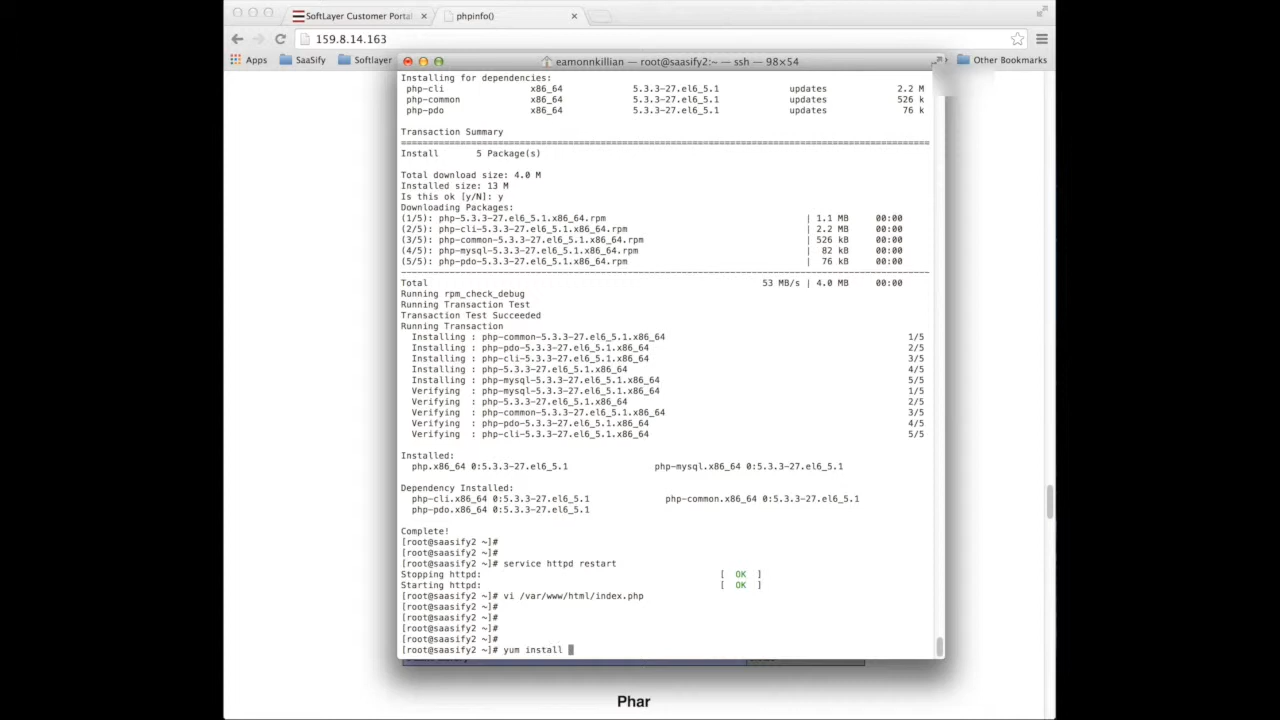 SoftLayer Customer Portal
phpinfo()
159.8.14.163
Apps SaaSify Softlayer Other Bookmarks
eamonnkillian — root@saasify2:~ — ssh — 98×54
Installing for dependencies:
php-cli x86_64 5.3.3-27.el6_5.1 updates 2.2 M
php-common x86_64 5.3.3-27.el6_5.1 updates 526 k
php-pdo x86_64 5.3.3-27.el6_5.1 updates 76 k
Transaction Summary
================================================================================
Install 5 Package(s)
Total download size: 4.0 M
Installed size: 13 M
Is this ok [y/N]: y
Downloading Packages:
(1/5): php-5.3.3-27.el6_5.1.x86_64.rpm | 1.1 MB 00:00
(2/5): php-cli-5.3.3-27.el6_5.1.x86_64.rpm | 2.2 MB 00:00
(3/5): php-common-5.3.3-27.el6_5.1.x86_64.rpm | 526 kB 00:00
(4/5): php-mysql-5.3.3-27.el6_5.1.x86_64.rpm | 82 kB 00:00
(5/5): php-pdo-5.3.3-27.el6_5.1.x86_64.rpm | 76 kB 00:00
--------------------------------------------------------------------------------
Total 53 MB/s | 4.0 MB 00:00
Running rpm_check_debug
Running Transaction Test
Transaction Test Succeeded
Running Transaction
Installing : php-common-5.3.3-27.el6_5.1.x86_64 1/5
Installing : php-pdo-5.3.3-27.el6_5.1.x86_64 2/5
Installing : php-cli-5.3.3-27.el6_5.1.x86_64 3/5
Installing : php-5.3.3-27.el6_5.1.x86_64 4/5
Installing : php-mysql-5.3.3-27.el6_5.1.x86_64 5/5
Verifying : php-mysql-5.3.3-27.el6_5.1.x86_64 1/5
Verifying : php-5.3.3-27.el6_5.1.x86_64 2/5
Verifying : php-common-5.3.3-27.el6_5.1.x86_64 3/5
Verifying : php-pdo-5.3.3-27.el6_5.1.x86_64 4/5
Verifying : php-cli-5.3.3-27.el6_5.1.x86_64 5/5
Installed:
php.x86_64 0:5.3.3-27.el6_5.1 php-mysql.x86_64 0:5.3.3-27.el6_5.1
Dependency Installed:
php-cli.x86_64 0:5.3.3-27.el6_5.1 php-common.x86_64 0:5.3.3-27.el6_5.1
php-pdo.x86_64 0:5.3.3-27.el6_5.1
Complete!
[root@saasify2 ~]#
[root@saasify2 ~]#
[root@saasify2 ~]# service httpd restart
Stopping httpd: [ OK ]
Starting httpd: [ OK ]
[root@saasify2 ~]# vi /var/www/html/index.php
[root@saasify2 ~]#
[root@saasify2 ~]#
[root@saasify2 ~]#
[root@saasify2 ~]#
[root@saasify2 ~]# yum install
Phar